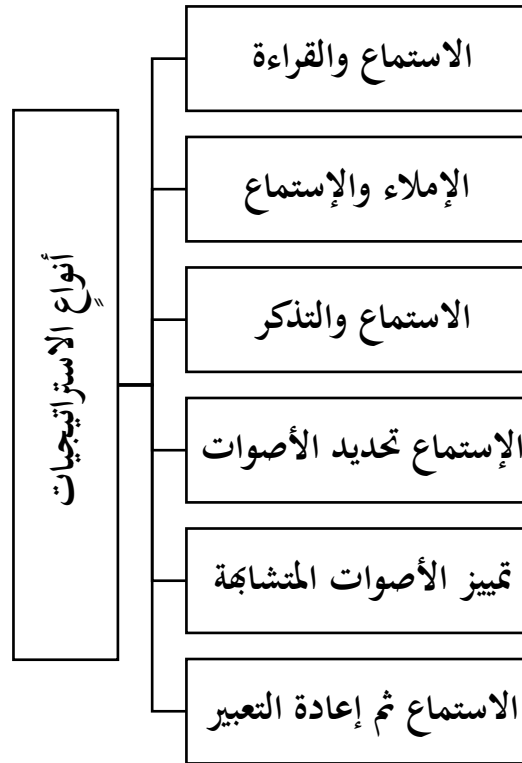 أنواعٍ الاستراتيجيات
الاستماع والقراءة
الإملاء والإستماع
الاستماع والتذكر
الإستماع تحديد الأصوات
تمييز الأصوات المتشابهة
الاستماع ثم إعادة التعبير